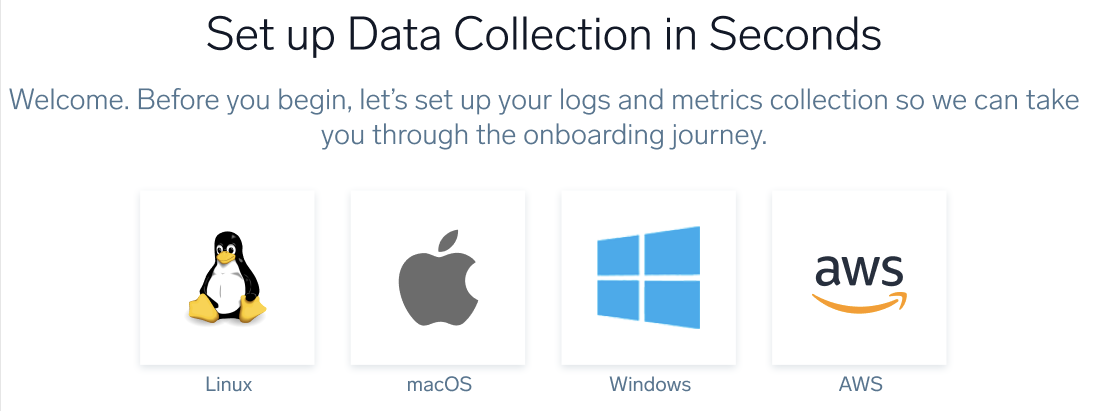 Set up Data Collection in Seconds
Welcome. Before you begin, let’s set up your logs and metrics collection so we can take
you through the onboarding journey.
aws
Linux
macOS
Windows
AWS